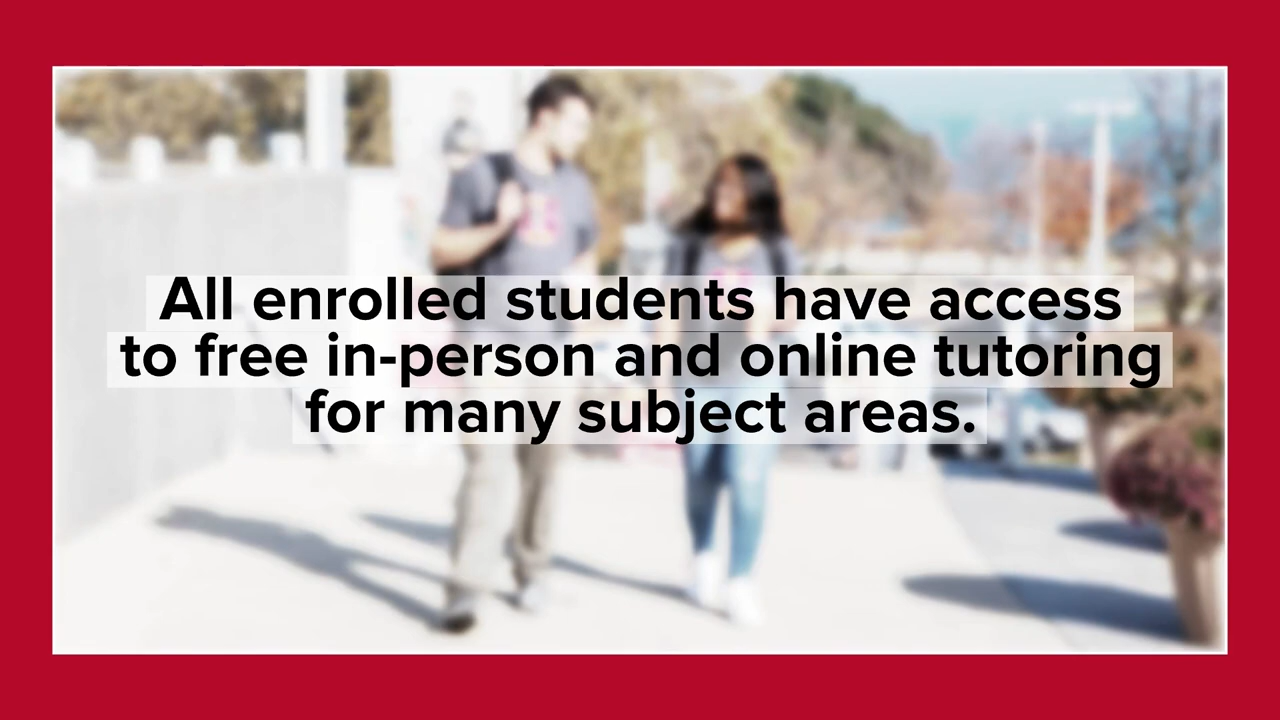 All enrolled students have access
to free in-person and online tutoring
for many subject areas.